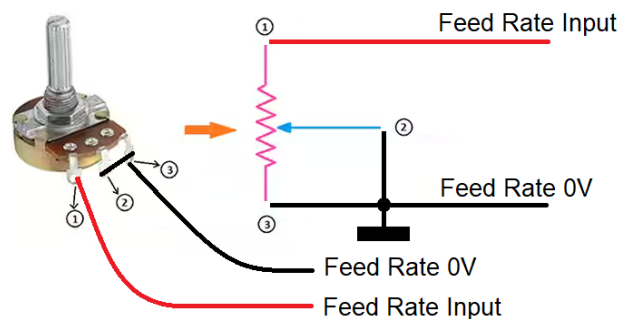 ① Feed Rate Input
②
Feed Rate 0V
③
③
②
①
Feed Rate 0V
Feed Rate Input